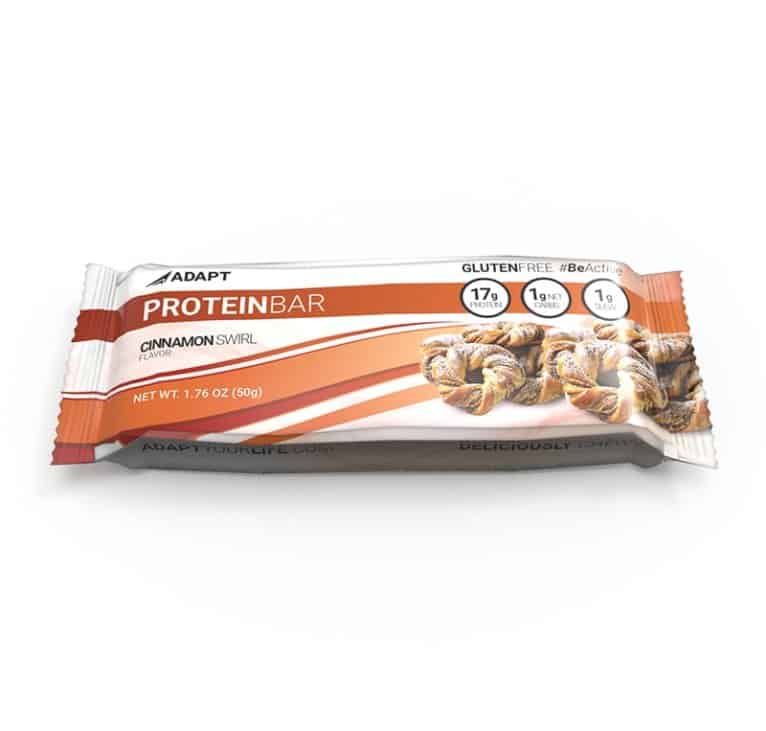 ADAPT
GLUTENFREE #BeActive
PROTEINBAR
17g PROTEIN
1g NET CARBS
1g SUGAR
CINNAMON SWIRL
FLAVOR
NET WT. 1.76 OZ (50g)
ADAPTYOURLIFE.COM
DELICIOUSLY